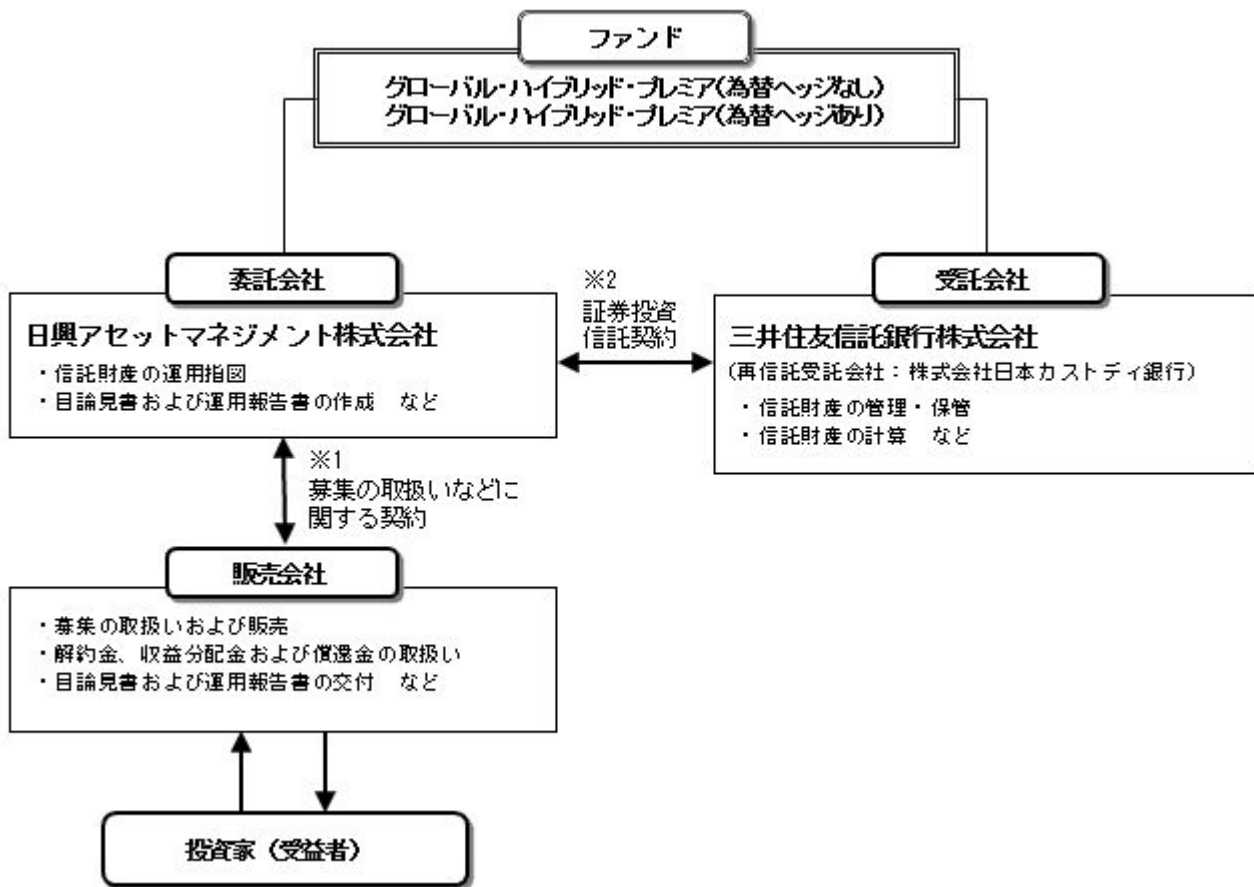 ファンド
グローバル・ハイブリッド・プレミア(為替ヘッジなし)
グローバル・ハイブリッド・プレミア(為替ヘッジあり)
委託会社
日興アセットマネジメント株式会社
・信託財産の運用指図
・目論見書および運用報告書の作成　など
※2
証券投資
信託契約
受託会社
三井住友信託銀行株式会社
(再信託受託会社：株式会社日本カストディ銀行)
・信託財産の管理・保管
・信託財産の計算　など
※1
募集の取扱いなどに
関する契約
販売会社
・募集の取扱いおよび販売
・解約金、収益分配金および償還金の取扱い
・目論見書および運用報告書の交付　など
投資家（受益者）